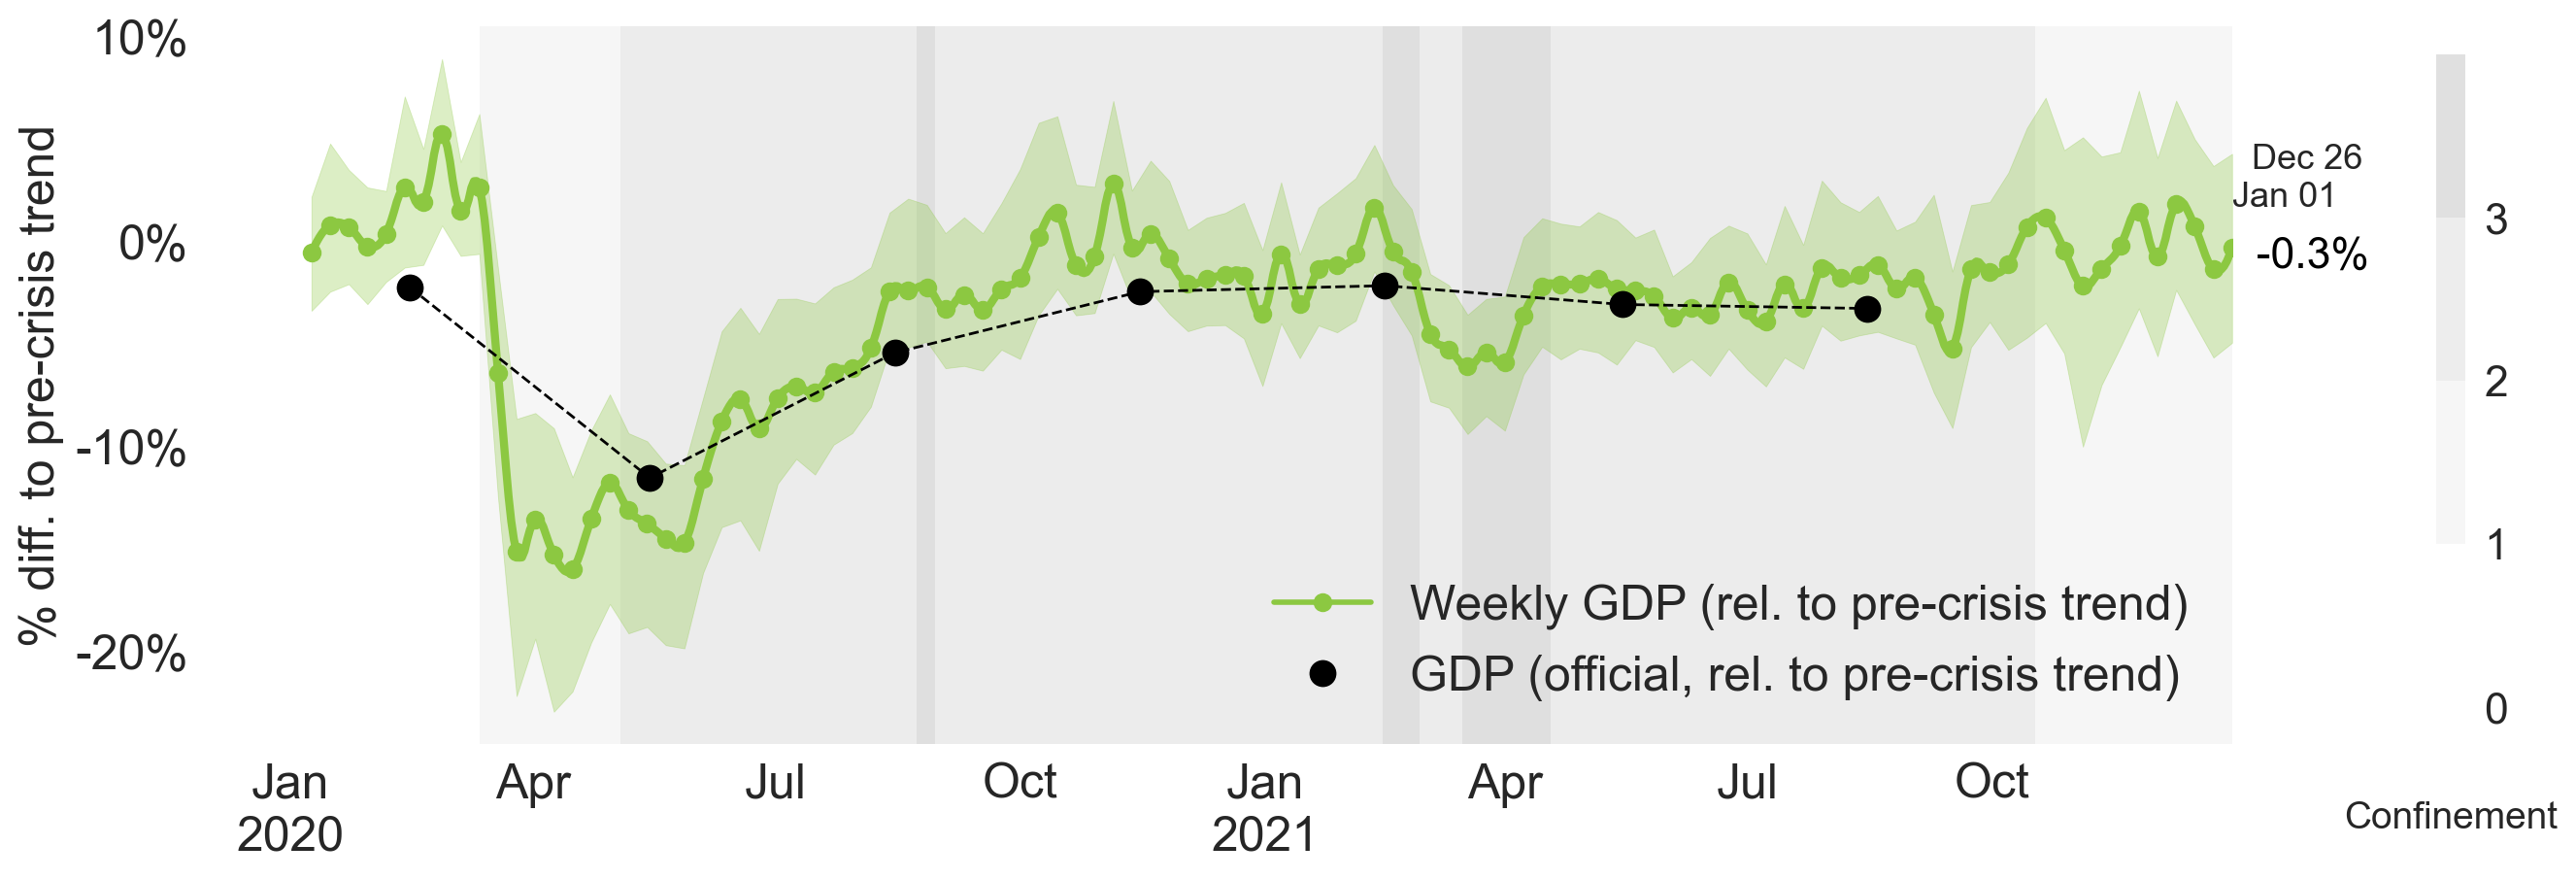 % diff. to pre-crisis trend
10%
0%
-10%
-20%
Dec 26
Jan 01
-0.3%
Weekly GDP (rel. to pre-crisis trend)
GDP (official, rel. to pre-crisis trend)
Jan Apr Jul Oct Jan Apr Jul Oct
2020 2021
3
2
1
0
Confinement